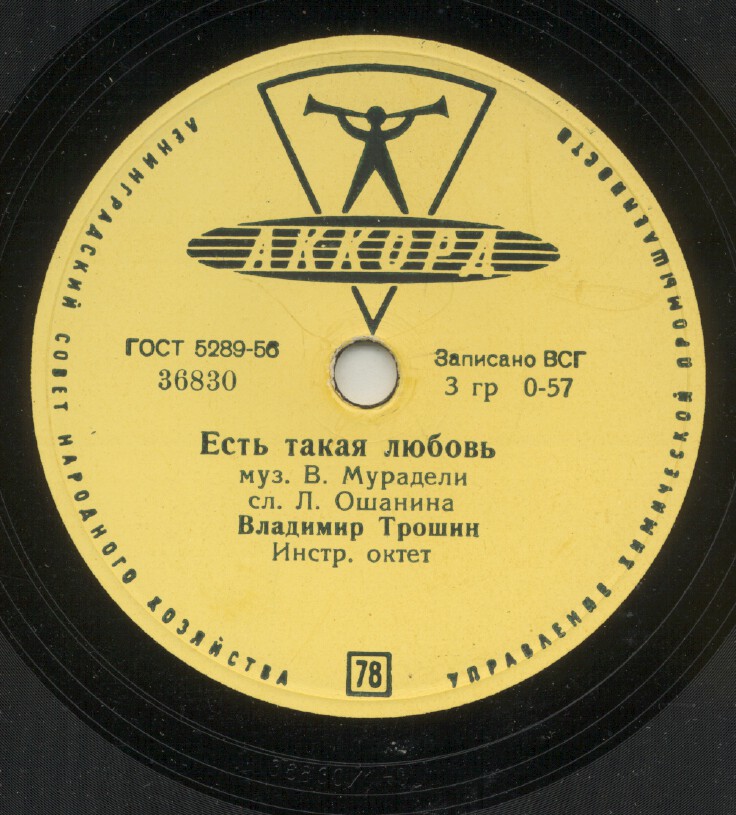 ЛЕНИНГРАДСКИЙ СОВЕТ НАРОДНОГО ХОЗЯЙСТВА
УПРАВЛЕНИЕ ХИМИЧЕСКОЙ ПРОМЫШЛЕННОСТИ
АККОРД
ГОСТ 5289-56
36830
Записано ВСГ
3 гр 0-57
Есть такая любовь
муз. В. Мурадели
сл. Л. Ошанина
Владимир Трошин
Инстр. октет
78